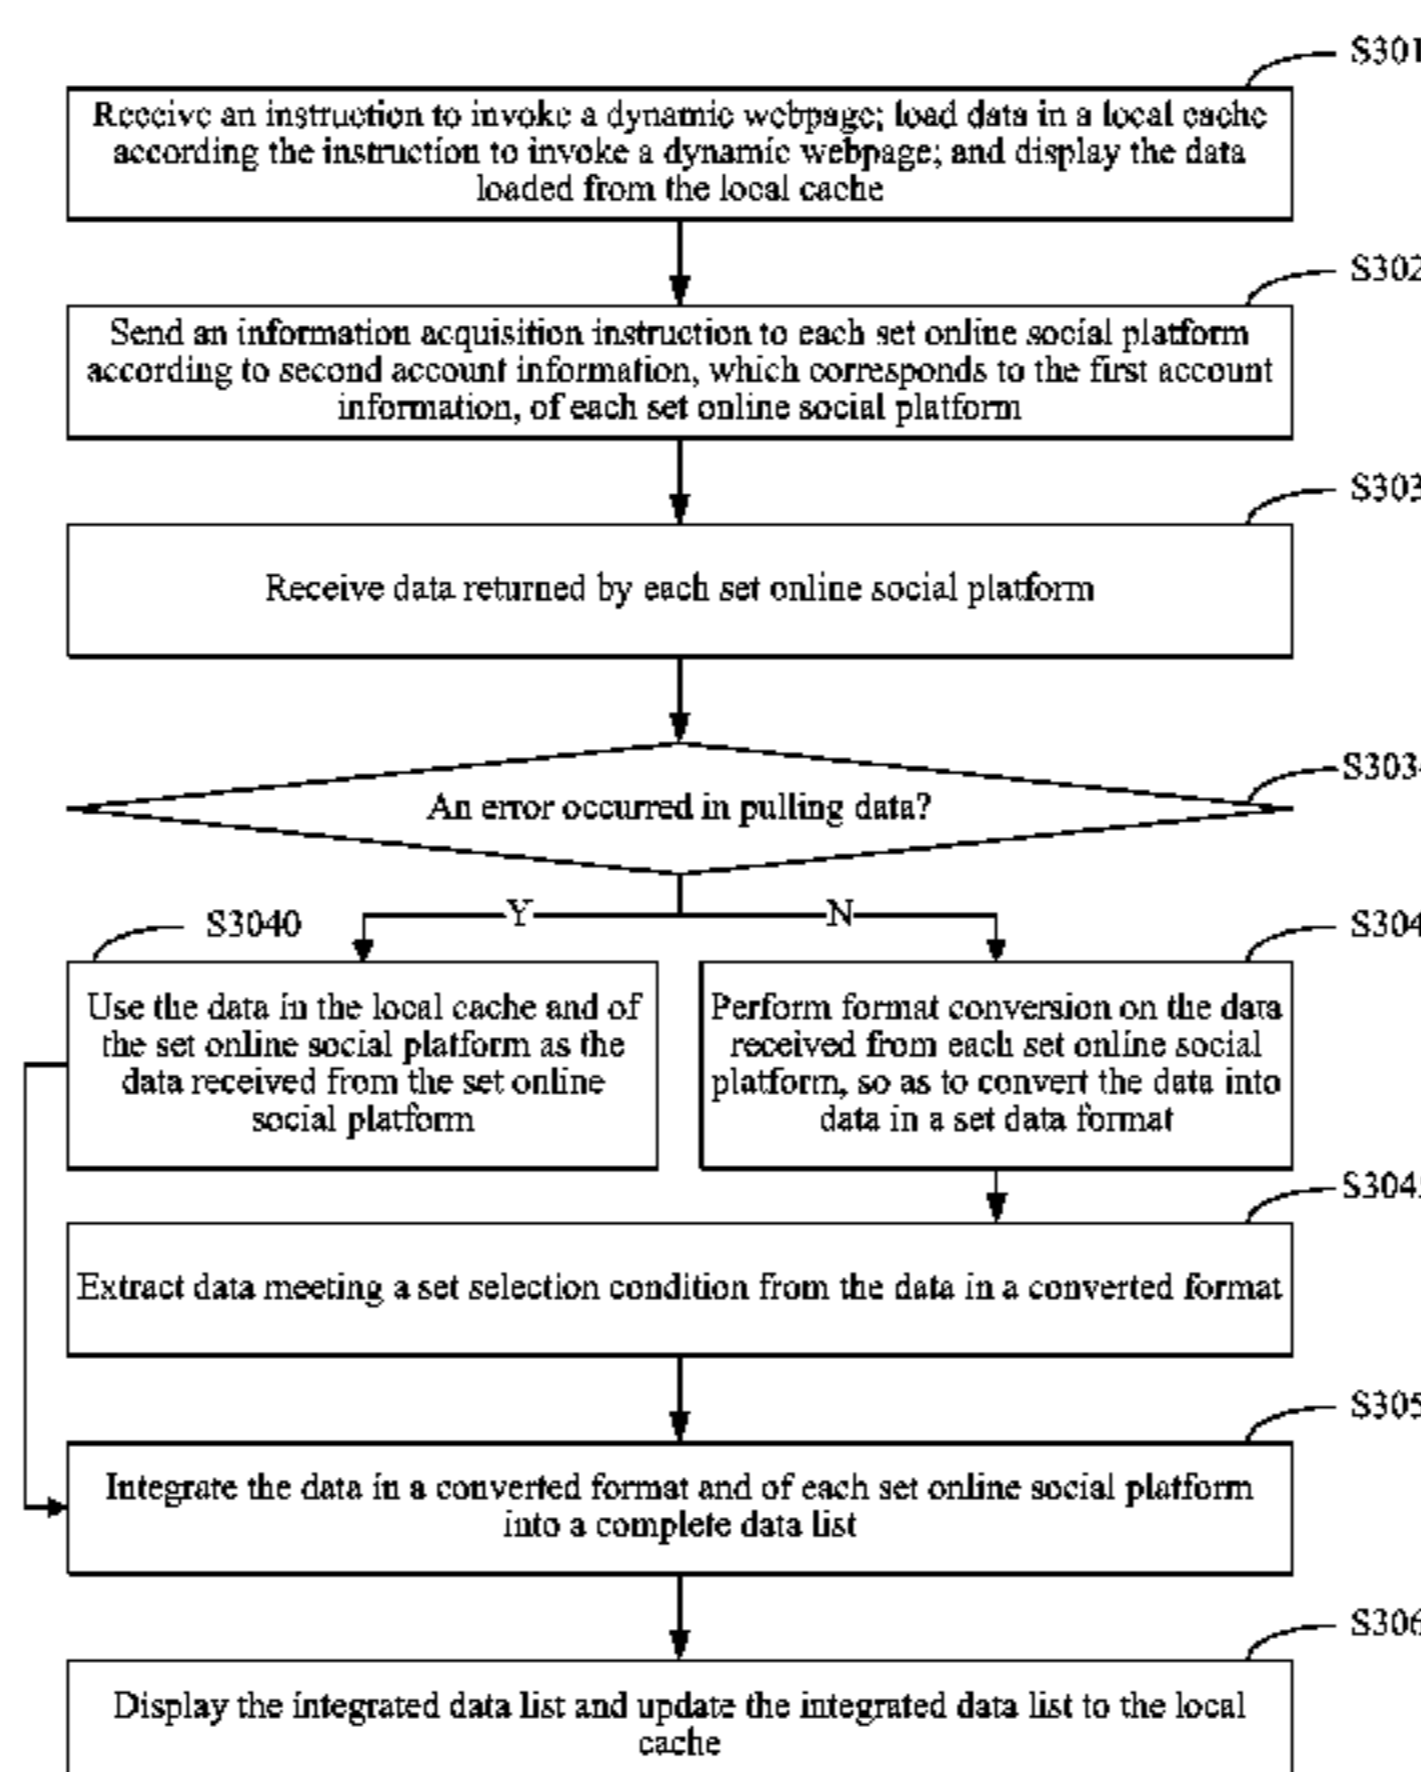 S301
Receive an instruction to invoke a dynamic webpage; load data in a local cache
according the instruction to invoke a dynamic webpage; and display the data
loaded from the local cache
S302
Send an information acquisition instruction to each set online social platform
according to second account information, which corresponds to the first account
information, of each set online social platform
S303
Receive data returned by each set online social platform
An error occurred in pulling data?
Y
N
S3040
S304
Use the data in the local cache and of
the set online social platform as the
data received from the set online
social platform
Perform format conversion on the data
received from each set online social
platform, so as to convert the data into
data in a set data format
Extract data meeting a set selection condition from the data in a converted format
S305
Integrate the data in a converted format and of each set online social platform
into a complete data list
S306
Display the integrated data list and update the integrated data list to the local
cache